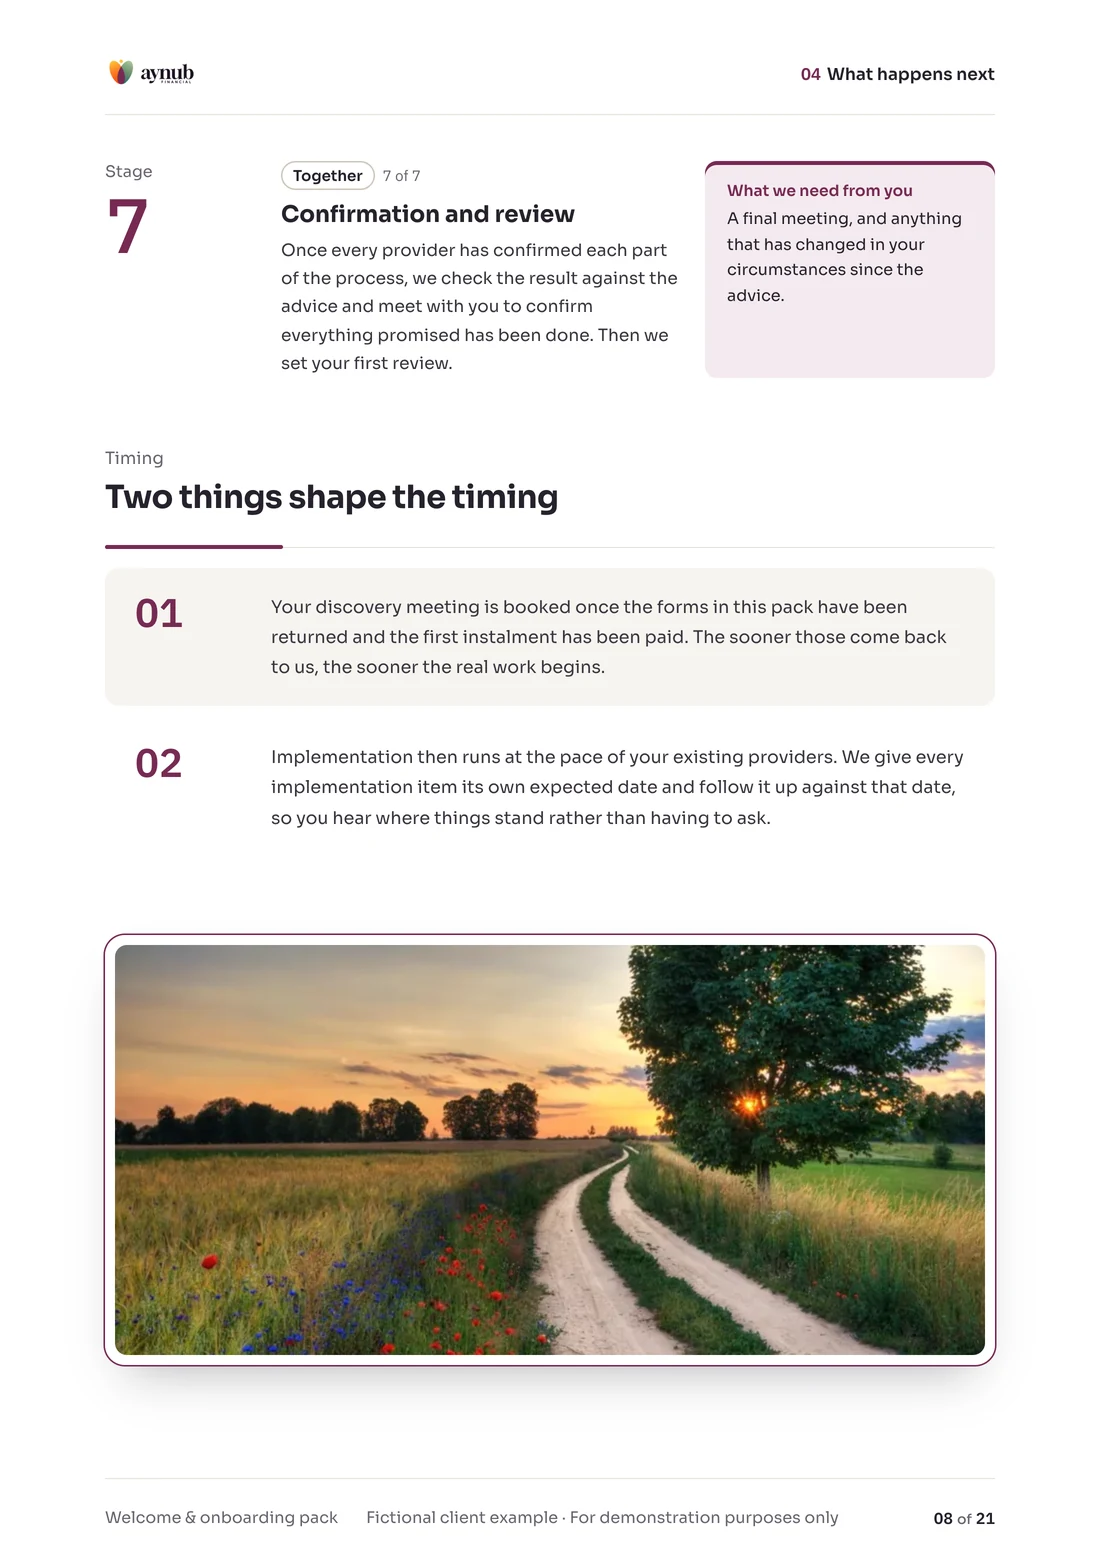 aynub
FINANCIAL
04 What happens next
Stage
7
Together 7 of 7
Confirmation and review
Once every provider has confirmed each part
of the process, we check the result against the
advice and meet with you to confirm
everything promised has been done. Then we
set your first review.
What we need from you
A final meeting, and anything
that has changed in your
circumstances since the
advice.
Timing
Two things shape the timing
01
Your discovery meeting is booked once the forms in this pack have been
returned and the first instalment has been paid. The sooner those come back
to us, the sooner the real work begins.
02
Implementation then runs at the pace of your existing providers. We give every
implementation item its own expected date and follow it up against that date,
so you hear where things stand rather than having to ask.
Welcome & onboarding pack Fictional client example · For demonstration purposes only 08 of 21